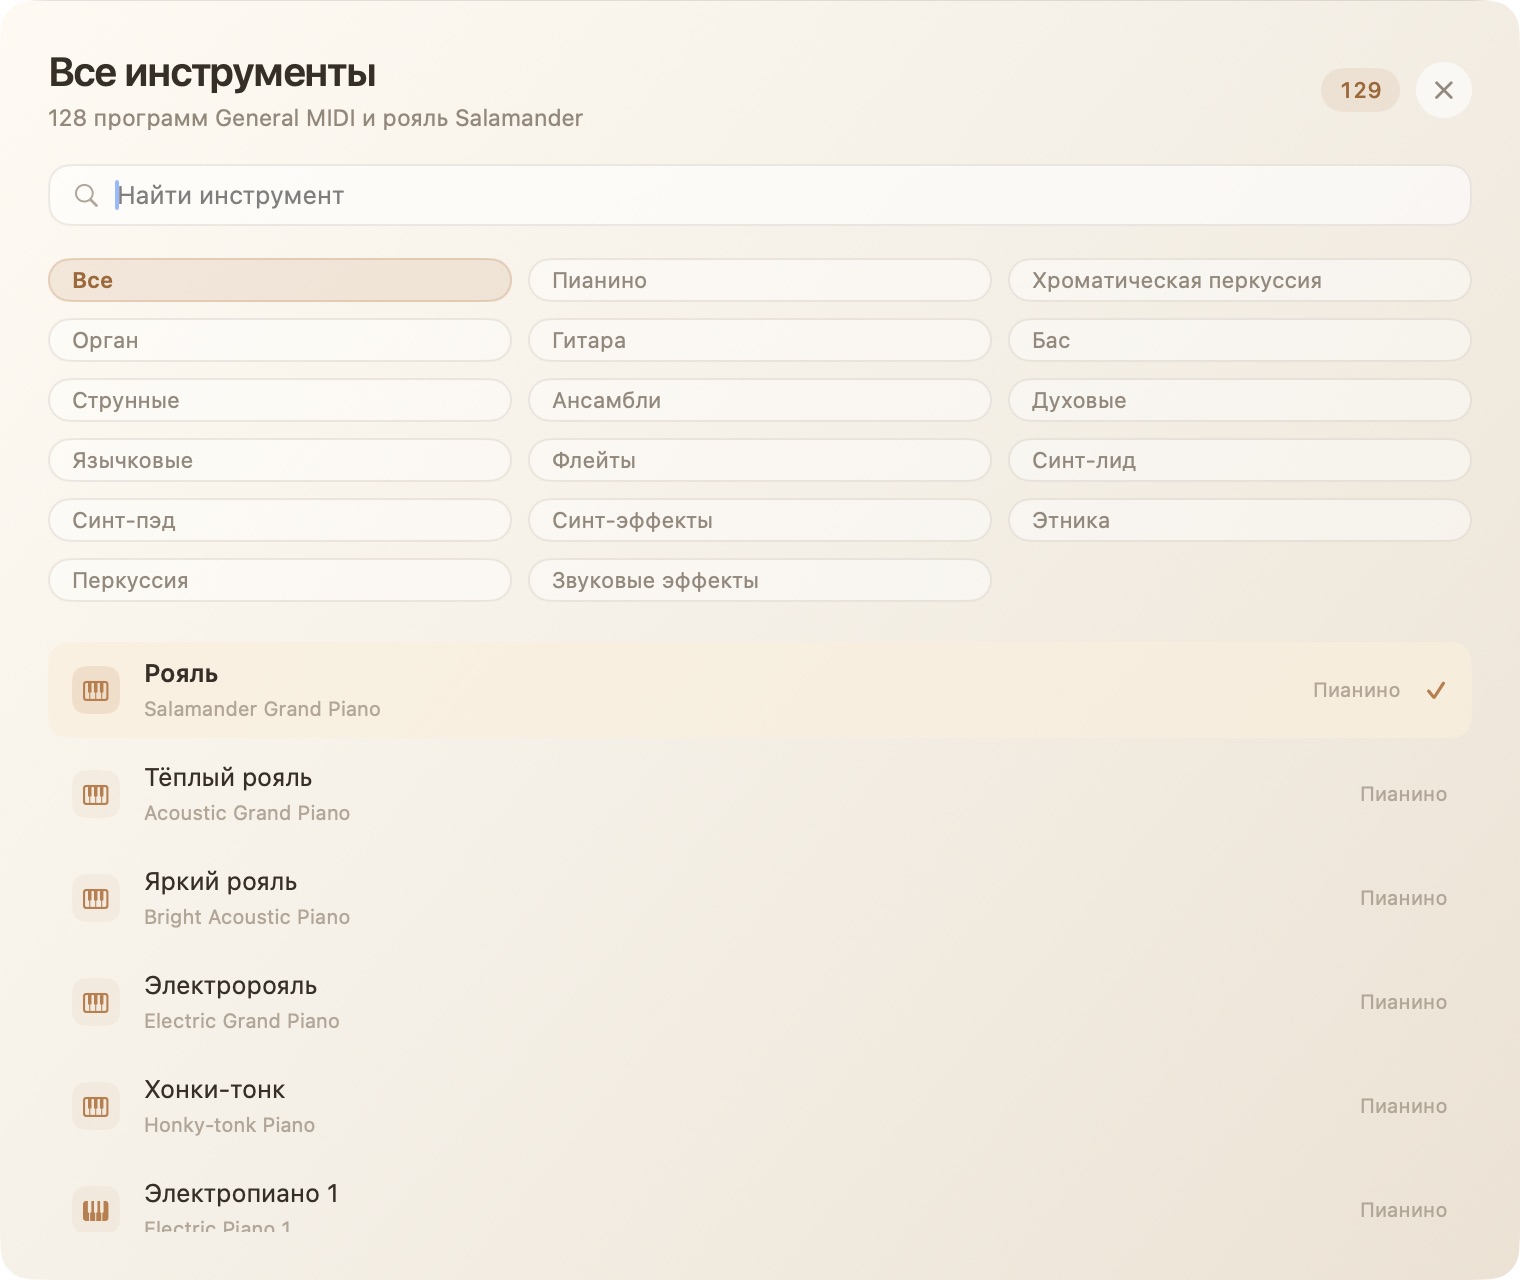 Все инструменты
128 программ General MIDI и рояль Salamander
129
Найти инструмент
Все
Пианино
Хроматическая перкуссия
Орган
Гитара
Бас
Струнные
Ансамбли
Духовые
Язычковые
Флейты
Синт-лид
Синт-пэд
Синт-эффекты
Этника
Перкуссия
Звуковые эффекты
Рояль
Salamander Grand Piano
Пианино
Тёплый рояль
Acoustic Grand Piano
Пианино
Яркий рояль
Bright Acoustic Piano
Пианино
Электророяль
Electric Grand Piano
Пианино
Хонки-тонк
Honky-tonk Piano
Пианино
Электропиано 1
Electric Piano 1
Пианино